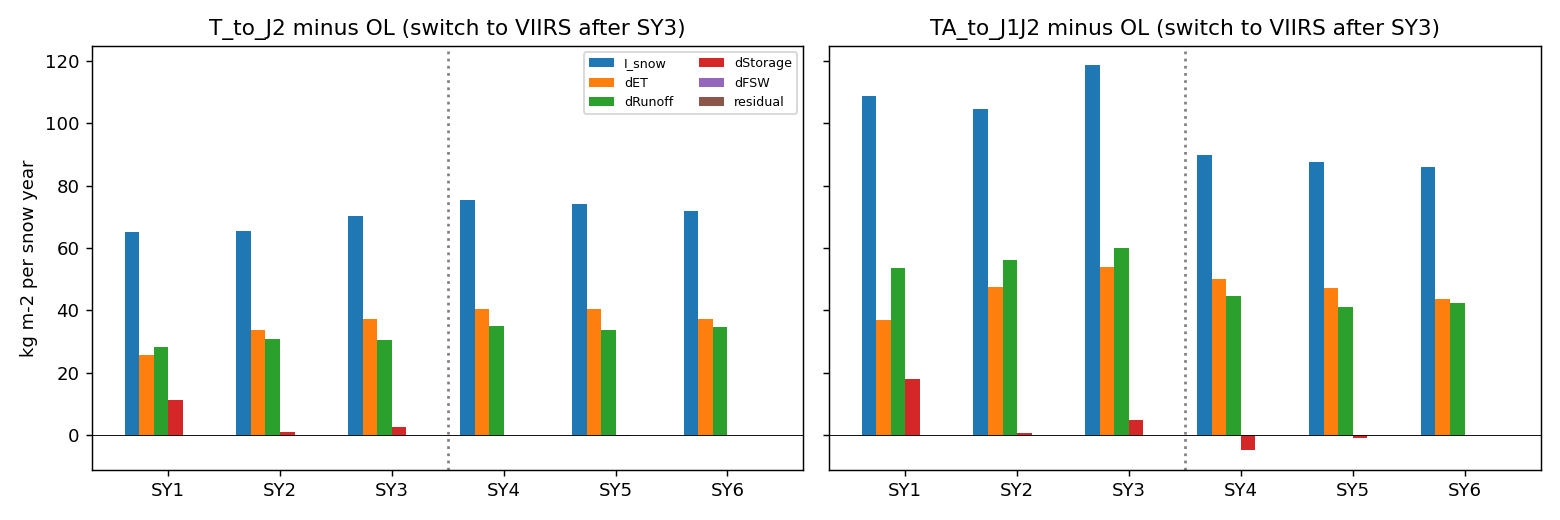 T_to_J2 minus OL (switch to VIIRS after SY3)
TA_to_J1J2 minus OL (switch to VIIRS after SY3)
kg m-2 per snow year
120
100
80
60
40
20
0
I_snow
dET
dRunoff
dStorage
dFSW
residual
SY1 SY2 SY3 SY4 SY5 SY6
SY1 SY2 SY3 SY4 SY5 SY6